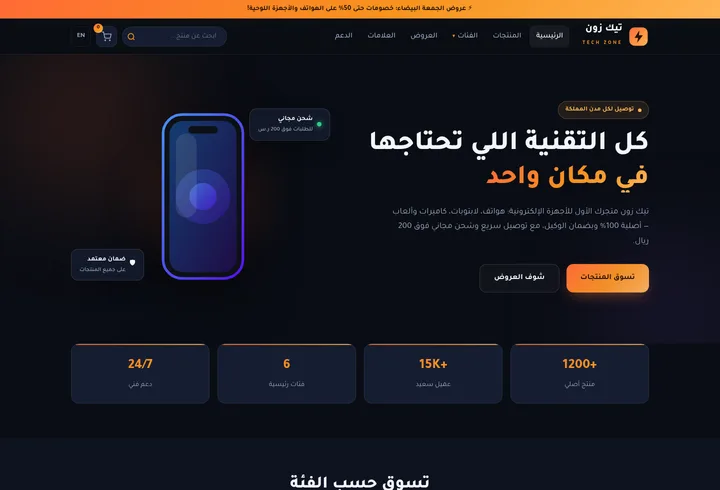 ⚡ عروض الجمعة البيضاء: خصومات حتى 50% على الهواتف والأجهزة اللوحية!
تيك زون
TECH ZONE
الرئيسية
المنتجات
الفئات
العروض
العلامات
الدعم
ابحث عن منتج...
0
EN
توصيل لكل مدن المملكة
كل التقنية اللي تحتاجها
في مكان واحد
تيك زون متجرك الأول للأجهزة الإلكترونية: هواتف، لابتوبات، كاميرات وألعاب
— أصلية 100% وبضمان الوكيل، مع توصيل سريع وشحن مجاني فوق 200
ريال.
تسوق المنتجات
شوف العروض
شحن مجاني
للطلبات فوق 200 ر.س
ضمان معتمد
على جميع المنتجات
1200+
منتج أصلي
15K+
عميل سعيد
6
فئات رئيسية
24/7
دعم فني
تسوق حسب الفئة